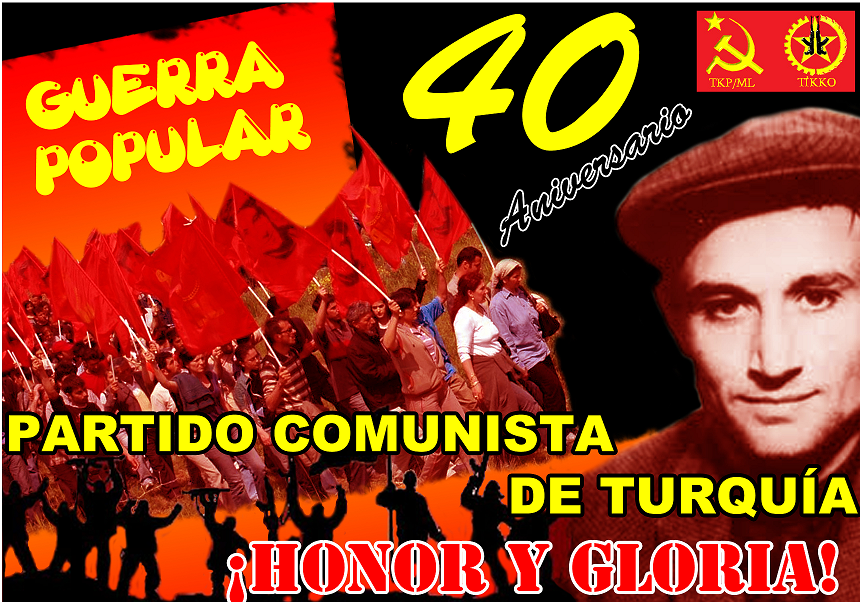 GUERRA
POPULAR
40
Aniversario
TKP/ML
TİKKO
PARTIDO COMUNISTA
DE TURQUÍA
¡HONOR Y GLORIA!